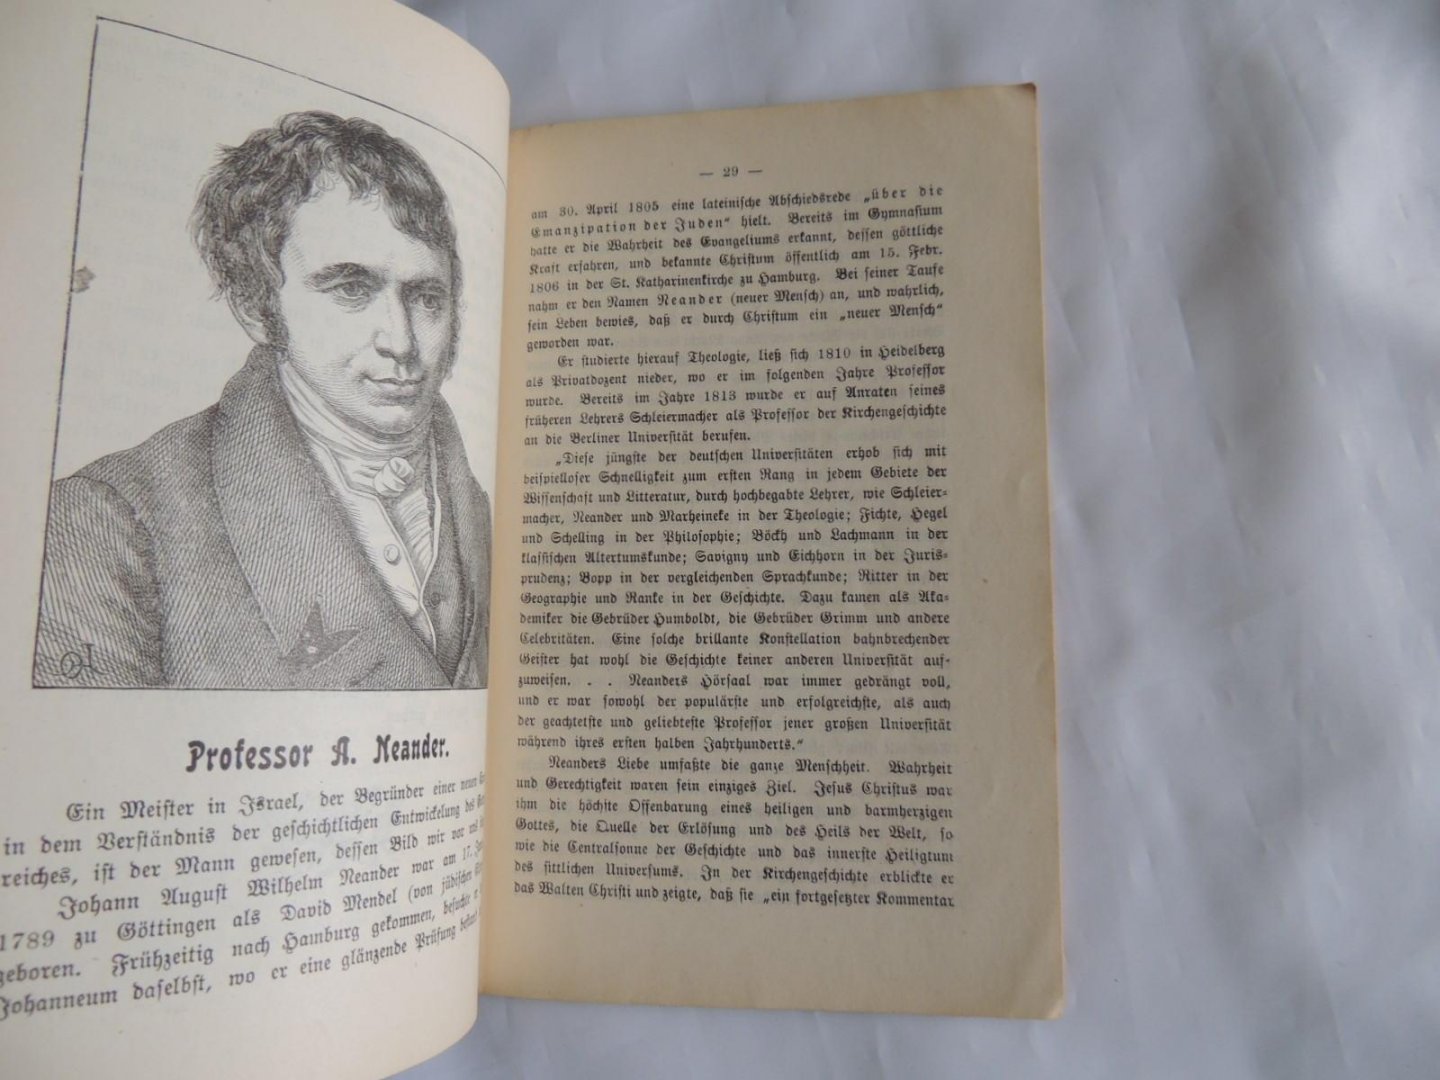 Professor A. Neander.
Ein Meister in Israel, der Begründer einer neuen
in dem Verständnis der geschichtlichen Entwickelung des
reiches, ist der Mann gewesen, dessen Bild wir vor uns
Johann August Wilhelm Neander war am 17.
1789 zu Göttingen als David Mendel (von jüdischen
geboren. Frühzeitig nach Hamburg gekommen, besuchte
Johanneum daselbst, wo er eine glänzende Prüfung
— 29 —
am 30. April 1805 eine lateinische Abschiedsrede „über die
Emanzipation der Juden“ hielt. Bereits im Gymnasium
hatte er die Wahrheit des Evangeliums erkannt, dessen göttliche
Kraft erfahren, und bekannte Christum öffentlich am 15. Febr.
1806 in der St. Katharinenkirche zu Hamburg. Bei seiner Taufe
nahm er den Namen Neander (neuer Mensch) an, und wahrlich,
sein Leben bewies, daß er durch Christum ein „neuer Mensch“
geworden war.
Er studierte hierauf Theologie, ließ sich 1810 in Heidelberg
als Privatdozent nieder, wo er im folgenden Jahre Professor
wurde. Bereits im Jahre 1813 wurde er auf Anraten seines
früheren Lehrers Schleiermacher als Professor der Kirchengeschichte
an die Berliner Universität berufen.
„Diese jüngste der deutschen Universitäten erhob sich mit
beispielloser Schnelligkeit zum ersten Rang in jedem Gebiete der
Wissenschaft und Litteratur, durch hochbegabte Lehrer, wie Schleier-
macher, Neander und Marheineke in der Theologie; Fichte, Hegel
und Schelling in der Philosophie; Böckh und Lachmann in der
klassischen Altertumskunde; Savigny und Eichhorn in der Juris-
prudenz; Bopp in der vergleichenden Sprachkunde; Ritter in der
Geographie und Ranke in der Geschichte. Dazu kamen als Aka-
demiker die Gebrüder Humboldt, die Gebrüder Grimm und andere
Celebritäten. Eine solche brillante Konstellation bahnbrechender
Geister hat wohl die Geschichte keiner anderen Universität auf-
zuweisen. . . Neanders Hörsaal war immer gedrängt voll,
und er war sowohl der populärste und erfolgreichste, als auch
der geachtetste und geliebteste Professor jener großen Universität
während ihres ersten halben Jahrhunderts.“
Neanders Liebe umfaßte die ganze Menschheit. Wahrheit
und Gerechtigkeit waren sein einziges Ziel. Jesus Christus war
ihm die höchste Offenbarung eines heiligen und barmherzigen
Gottes, die Quelle der Erlösung und des Heils der Welt, so
wie die Centralsonne der Geschichte und das innerste Heiligtum
des sittlichen Universums. In der Kirchengeschichte erblickte er
das Walten Christi und zeigte, daß sie „ein fortgesetzter Kommentar